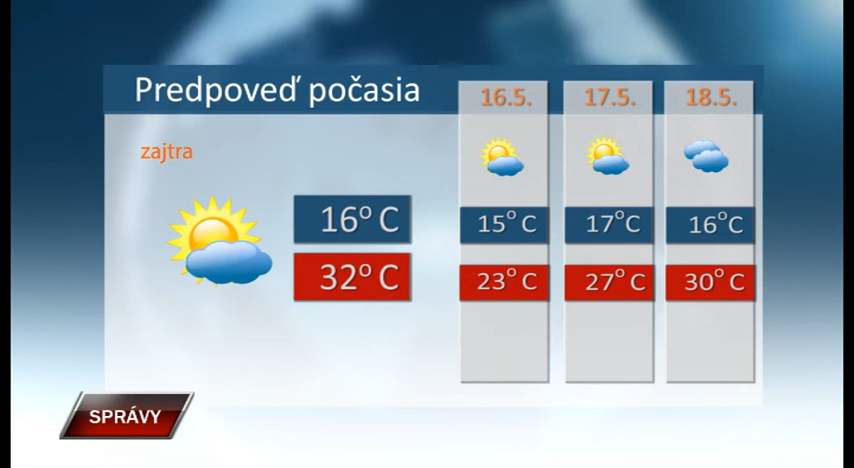 Predpoveď počasia
zajtra
16° C
32° C
16.5.
15° C
23° C
17.5.
17°C
27° C
18.5.
16°C
30° C
SPRÁVY